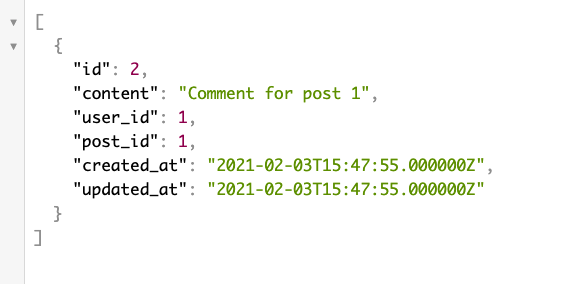 [
{
"id": 2,
"content": "Comment for post 1",
"user_id": 1,
"post_id": 1,
"created_at": "2021-02-03T15:47:55.000000Z",
"updated_at": "2021-02-03T15:47:55.000000Z"
}
]